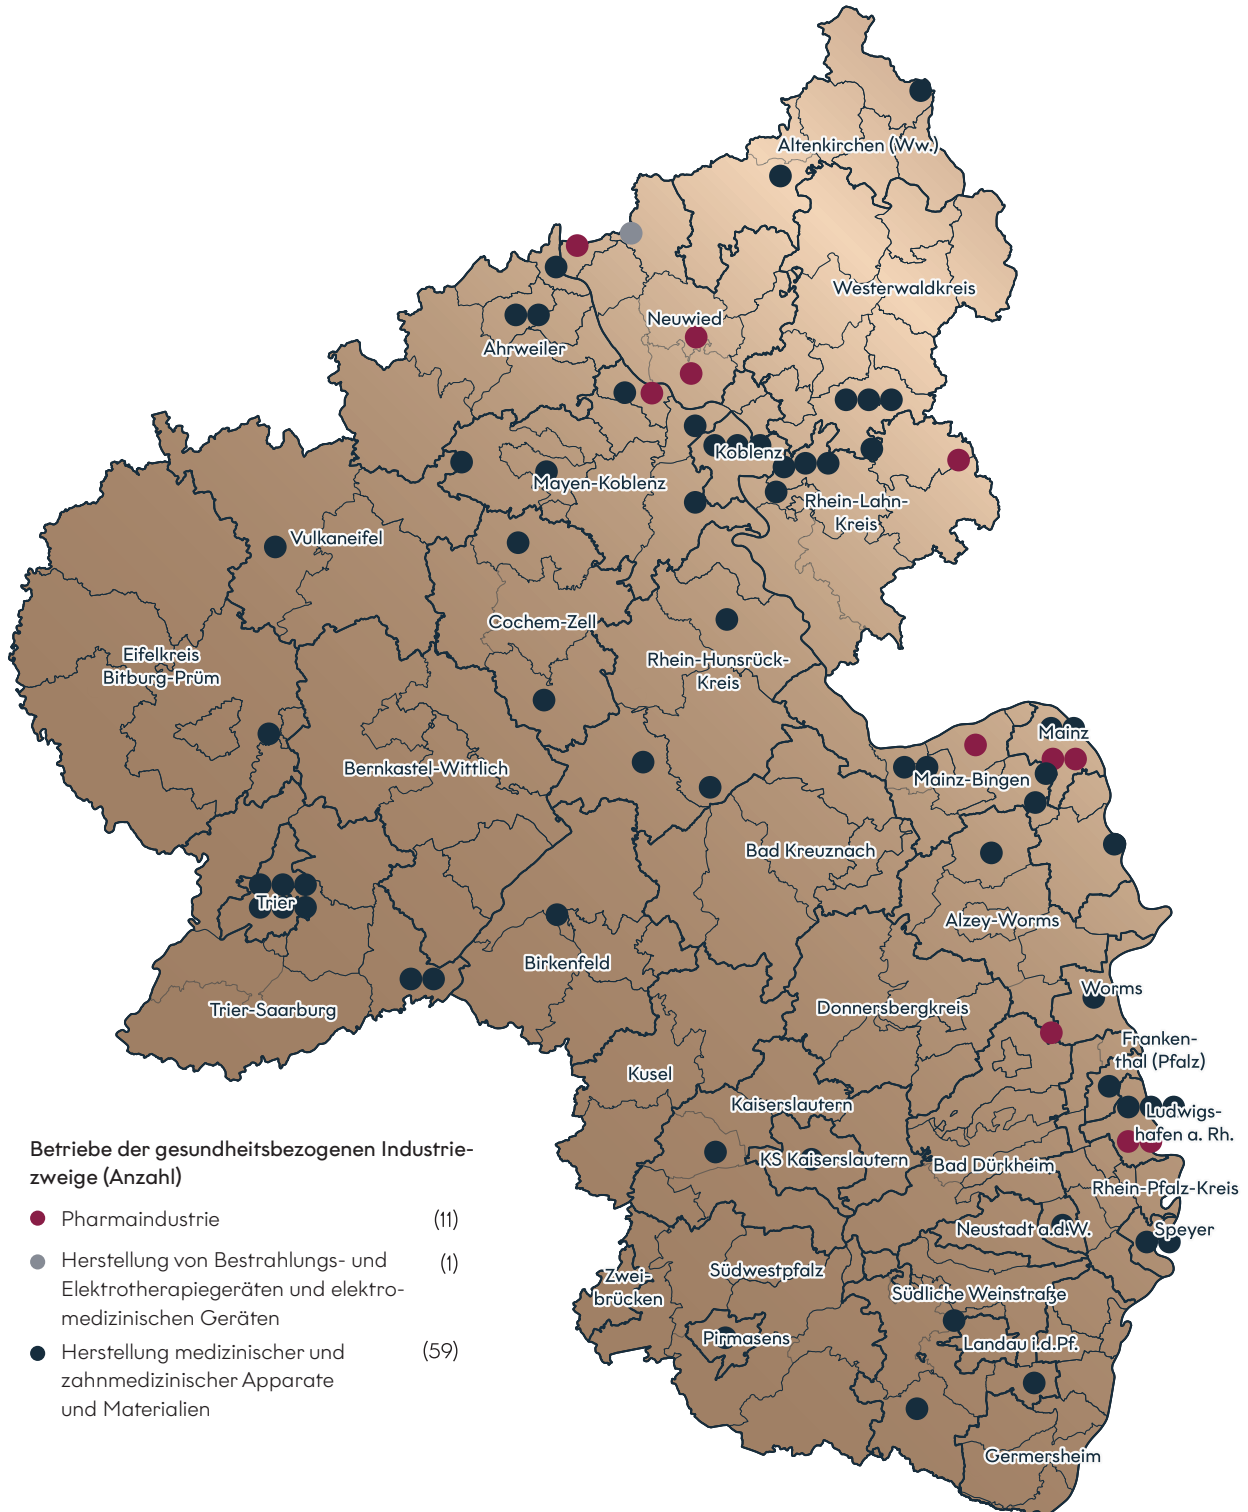 Altenkirchen (Ww.)
Westerwaldkreis
Neuwied
Ahrweiler
Koblenz
Mayen-Koblenz
Rhein-Lahn-
Kreis
Vulkaneifel
Cochem-Zell
Eifelkreis
Bitburg-Prüm
Rhein-Hunsrück-
Kreis
Mainz
Bernkastel-Wittlich
Mainz-Bingen
Bad Kreuznach
Trier
Alzey-Worms
Birkenfeld
Worms
Trier-Saarburg
Donnersbergkreis
Franken-
thal (Pfalz)
Kusel
Kaiserslautern
Ludwigs-
hafen a. Rh.
KS Kaiserslautern
Bad Dürkheim
Rhein-Pfalz-Kreis
Neustadt a.d.W.
Speyer
Südwestpfalz
Zwei-
brücken
Südliche Weinstraße
Pirmasens
Landau i.d.Pf.
Germersheim
Betriebe der gesundheitsbezogenen Industrie-
zweige (Anzahl)
Pharmaindustrie (11)
Herstellung von Bestrahlungs- und (1)
Elektrotherapiegeräten und elektro-
medizinischen Geräten
Herstellung medizinischer und (59)
zahnmedizinischer Apparate
und Materialien